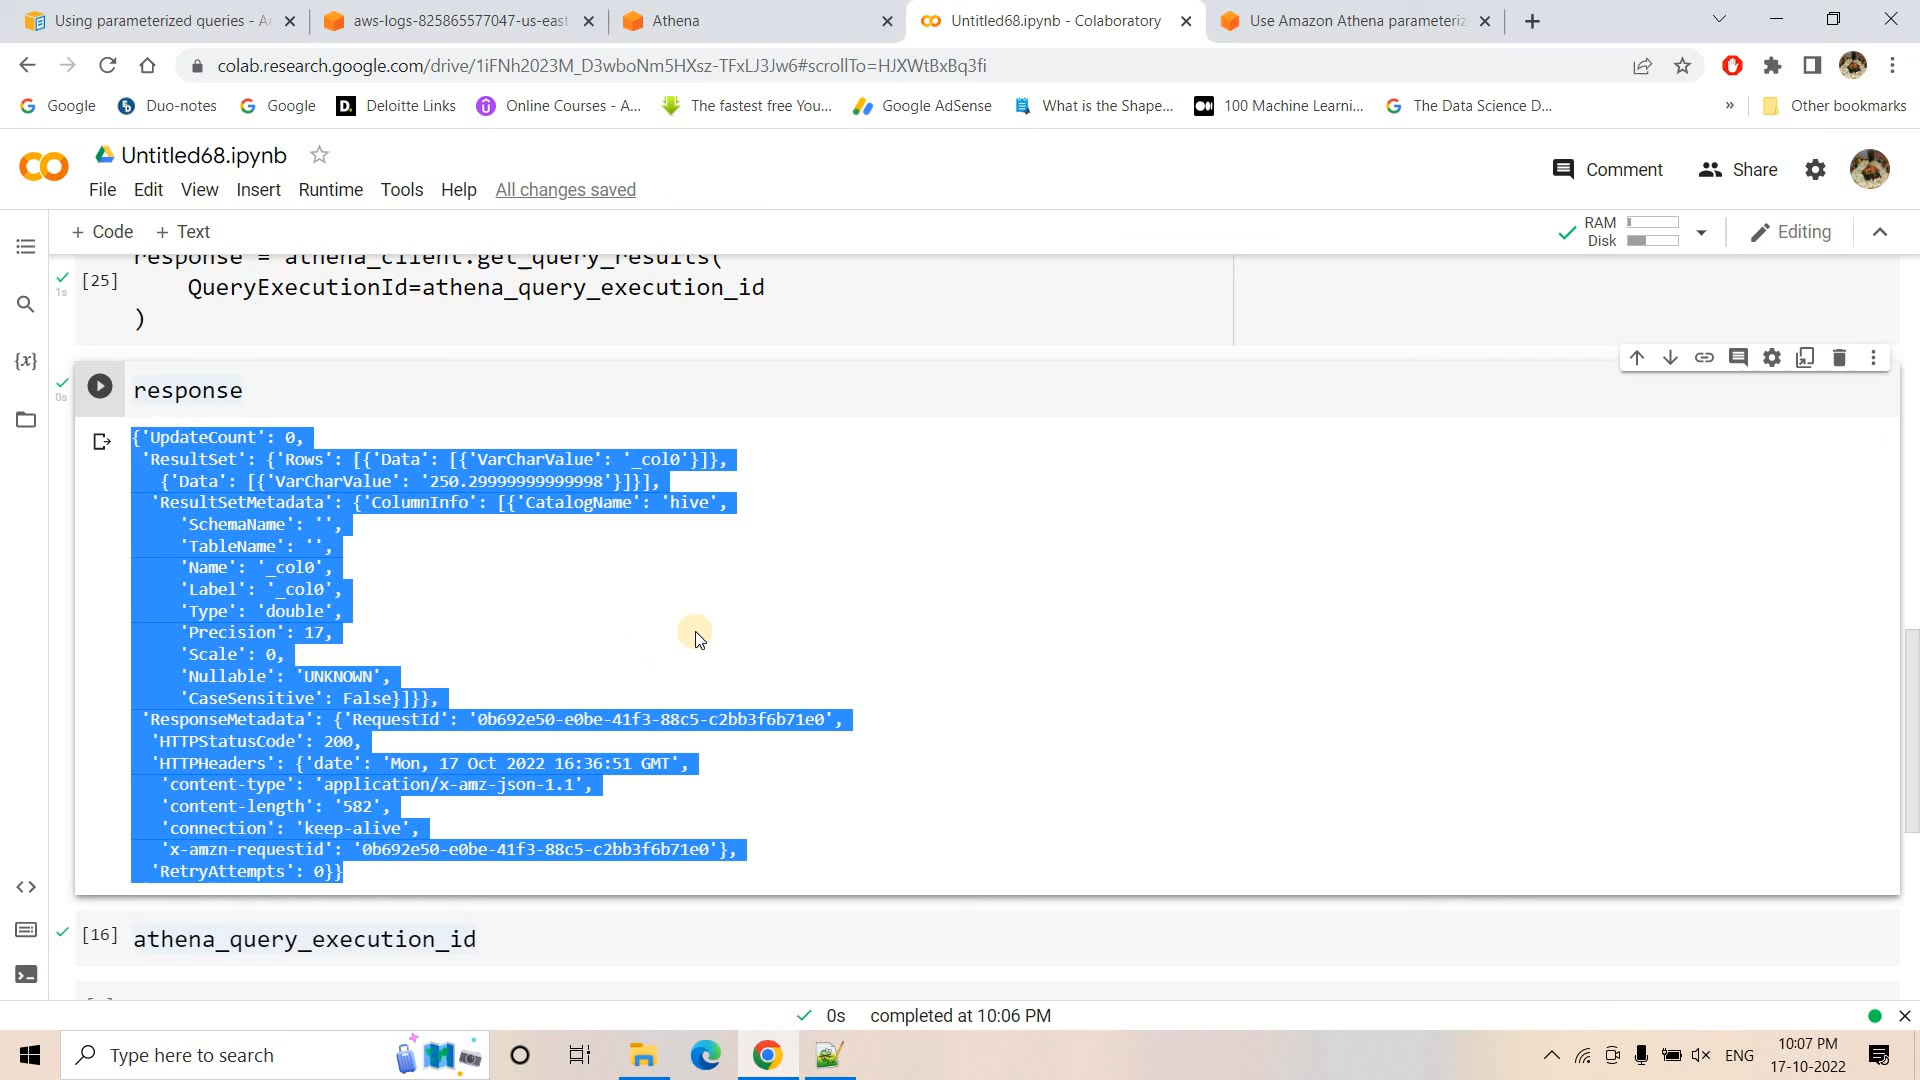 Using parameterized queries - A
aws-logs-825865577047-us-east
Athena
Untitled68.ipynb - Colaboratory
Use Amazon Athena parameteriz
colab.research.google.com/drive/1iFNh2023M_D3wboNm5HXsz-TFxLJ3Jw6#scrollTo=HJXWtBxBq3fi
Google
Duo-notes
Google
Deloitte Links
Online Courses - A...
The fastest free You...
Google AdSense
What is the Shape...
100 Machine Learni...
The Data Science D...
»
Other bookmarks
Untitled68.ipynb
File Edit View Insert Runtime Tools Help All changes saved
Comment
Share
+ Code + Text
RAM
Disk
Editing
response = athena_client.get_query_results(
[25]
1s
QueryExecutionId=athena_query_execution_id
)
{x}
0s
response
{'UpdateCount': 0,
'ResultSet': {'Rows': [{'Data': [{'VarCharValue': '_col0'}]},
{'Data': [{'VarCharValue': '250.29999999999998'}]}],
'ResultSetMetadata': {'ColumnInfo': [{'CatalogName': 'hive',
'SchemaName': '',
'TableName': '',
'Name': '_col0',
'Label': '_col0',
'Type': 'double',
'Precision': 17,
'Scale': 0,
'Nullable': 'UNKNOWN',
'CaseSensitive': False}]}},
'ResponseMetadata': {'RequestId': '0b692e50-e0be-41f3-88c5-c2bb3f6b71e0',
'HTTPStatusCode': 200,
'HTTPHeaders': {'date': 'Mon, 17 Oct 2022 16:36:51 GMT',
'content-type': 'application/x-amz-json-1.1',
'content-length': '582',
'connection': 'keep-alive',
'x-amzn-requestid': '0b692e50-e0be-41f3-88c5-c2bb3f6b71e0'},
'RetryAttempts': 0}}
[16]
athena_query_execution_id
0s completed at 10:06 PM
Type here to search
ENG
10:07 PM
17-10-2022